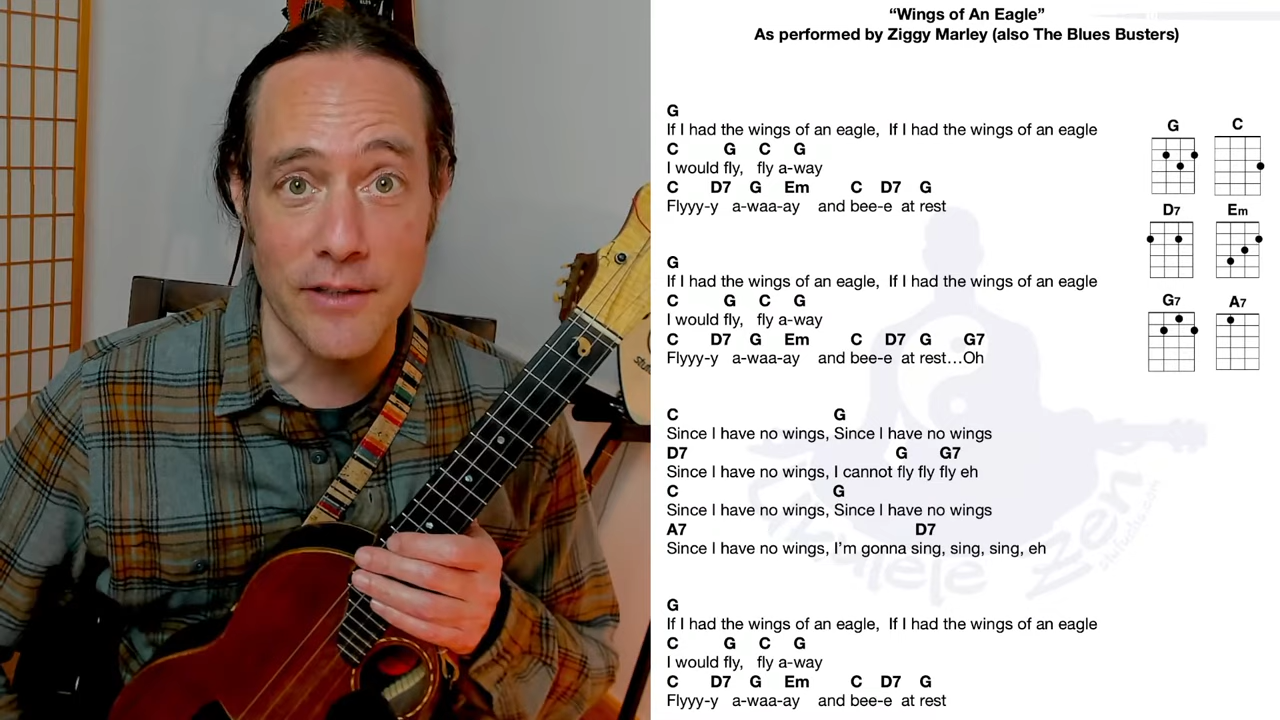 “Wings of An Eagle”
As performed by Ziggy Marley (also The Blues Busters)
G
If I had the wings of an eagle,  If I had the wings of an eagle
C G C G
I would fly,   fly a-way
C D7 G Em C D7 G
Flyyy-y   a-waa-ay    and bee-e  at rest
G
If I had the wings of an eagle,  If I had the wings of an eagle
C G C G
I would fly,   fly a-way
C D7 G Em C D7 G G7
Flyyy-y   a-waa-ay    and bee-e  at rest…Oh
C G
Since I have no wings, Since I have no wings
D7 G G7
Since I have no wings, I cannot fly fly fly eh
C G
Since I have no wings, Since I have no wings
A7 D7
Since I have no wings, I’m gonna sing, sing, sing, eh
G
If I had the wings of an eagle,  If I had the wings of an eagle
C G C G
I would fly,   fly a-way
C D7 G Em C D7 G
Flyyy-y   a-waa-ay    and bee-e  at rest
G C
D7 Em
G7 A7
Ukulele Zen